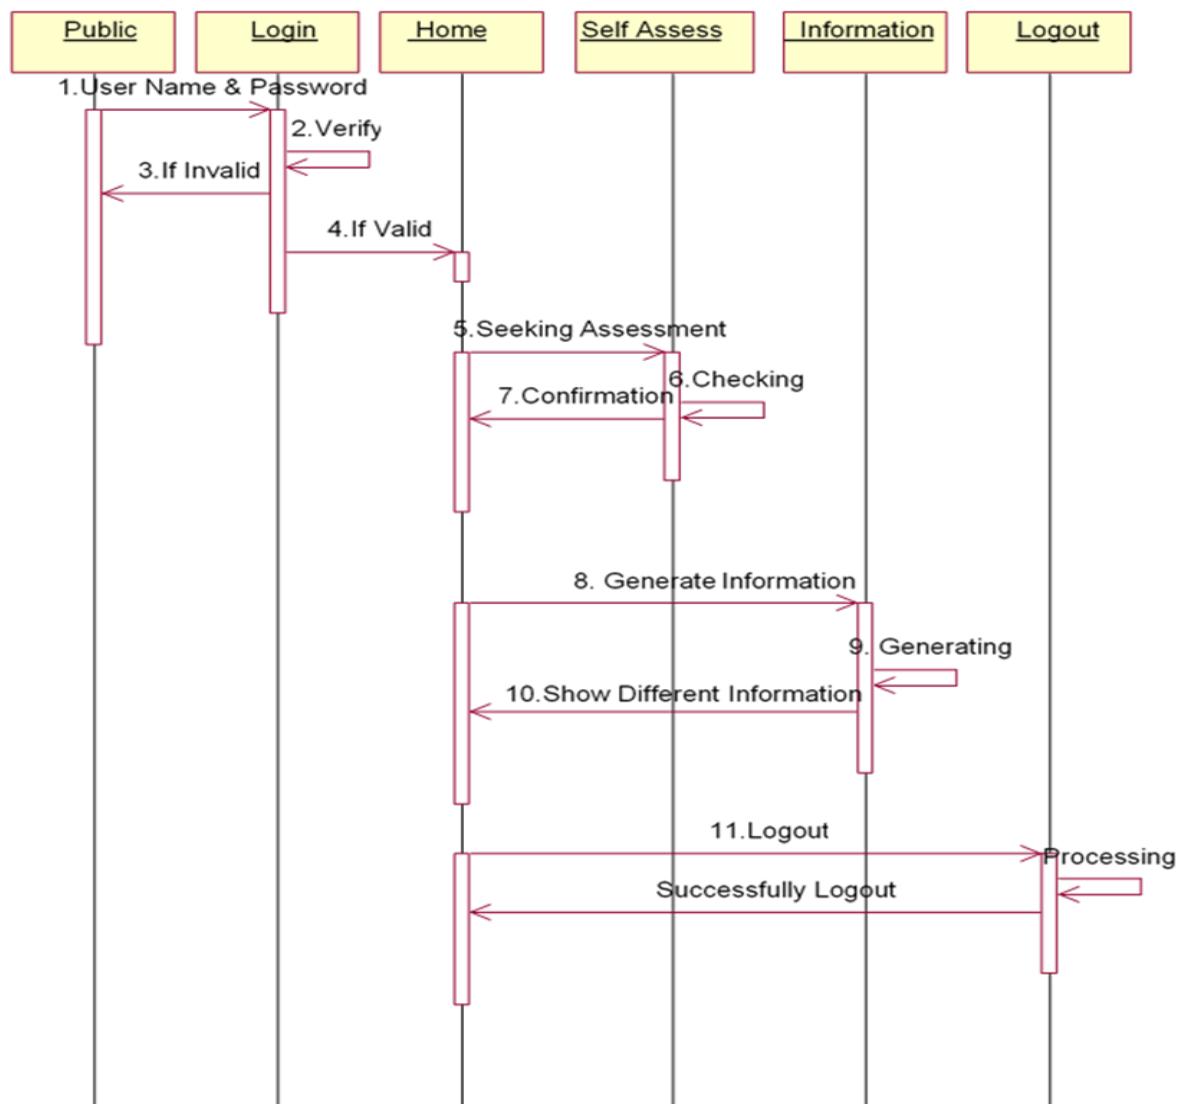 Public
Login
Home
Self Assess
Information
Logout
1.User Name & Password
2.Verify
3.If Invalid
4.If Valid
5.Seeking Assessment
6.Checking
7.Confirmation
8. Generate Information
9. Generating
10.Show Different Information
11.Logout
Processing
Successfully Logout